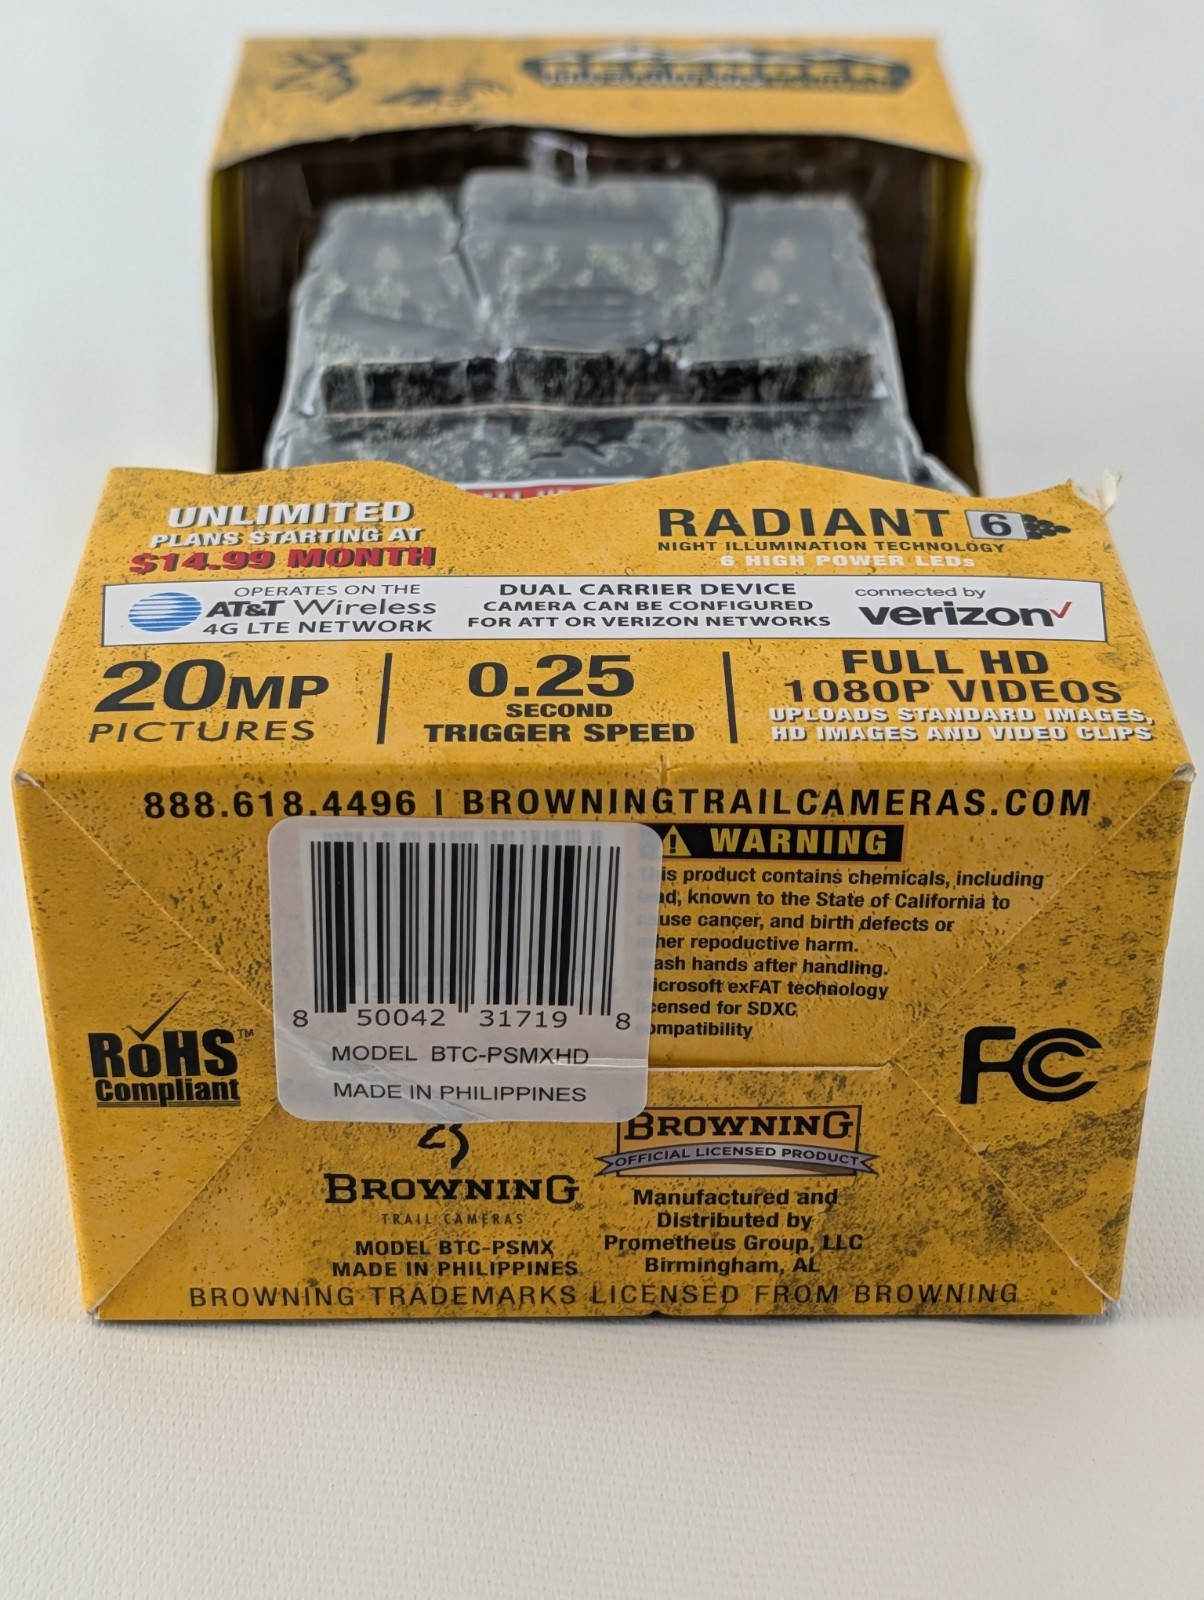 UNLIMITED
PLANS STARTING AT
$14.99 MONTH
RADIANT 6
NIGHT ILLUMINATION TECHNOLOGY
6 HIGH POWER LEDs
OPERATES ON THE
AT&T Wireless
4G LTE NETWORK
DUAL CARRIER DEVICE
CAMERA CAN BE CONFIGURED
FOR ATT OR VERIZON NETWORKS
connected by
verizon✓
20MP
PICTURES
0.25
SECOND
TRIGGER SPEED
FULL HD
1080P VIDEOS
UPLOADS STANDARD IMAGES,
HD IMAGES AND VIDEO CLIPS
888.618.4496 | BROWNINGTRAILCAMERAS.COM
WARNING
This product contains chemicals, including
known to the State of California to
cancer, and birth defects or
reproductive harm.
hands after handling.
exFAT technology
for SDXC
8 50042 31719 8
MODEL BTC-PSMXHD
MADE IN PHILIPPINES
RoHS™
Compliant
FC
BROWNING
TRAIL CAMERAS
MODEL BTC-PSMX
MADE IN PHILIPPINES
BROWNING
OFFICIAL LICENSED PRODUCT
Manufactured and
Distributed by
Prometheus Group, LLC
Birmingham, AL
BROWNING TRADEMARKS LICENSED FROM BROWNING